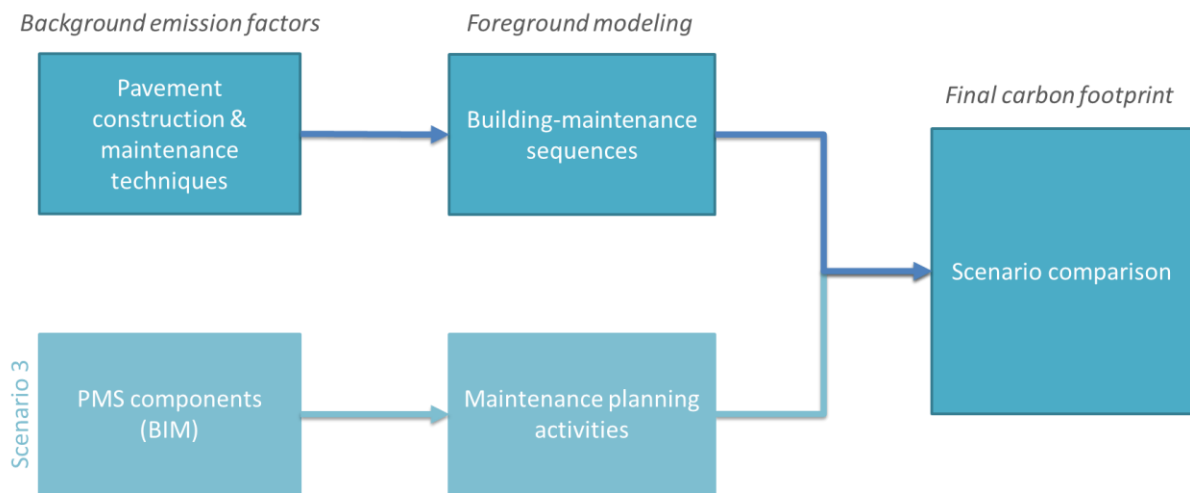 Background emission factors
Foreground modeling
Final carbon footprint
Pavement
construction &
maintenance
techniques
Building-maintenance
sequences
Scenario comparison
Scenario 3
PMS components
(BIM)
Maintenance planning
activities